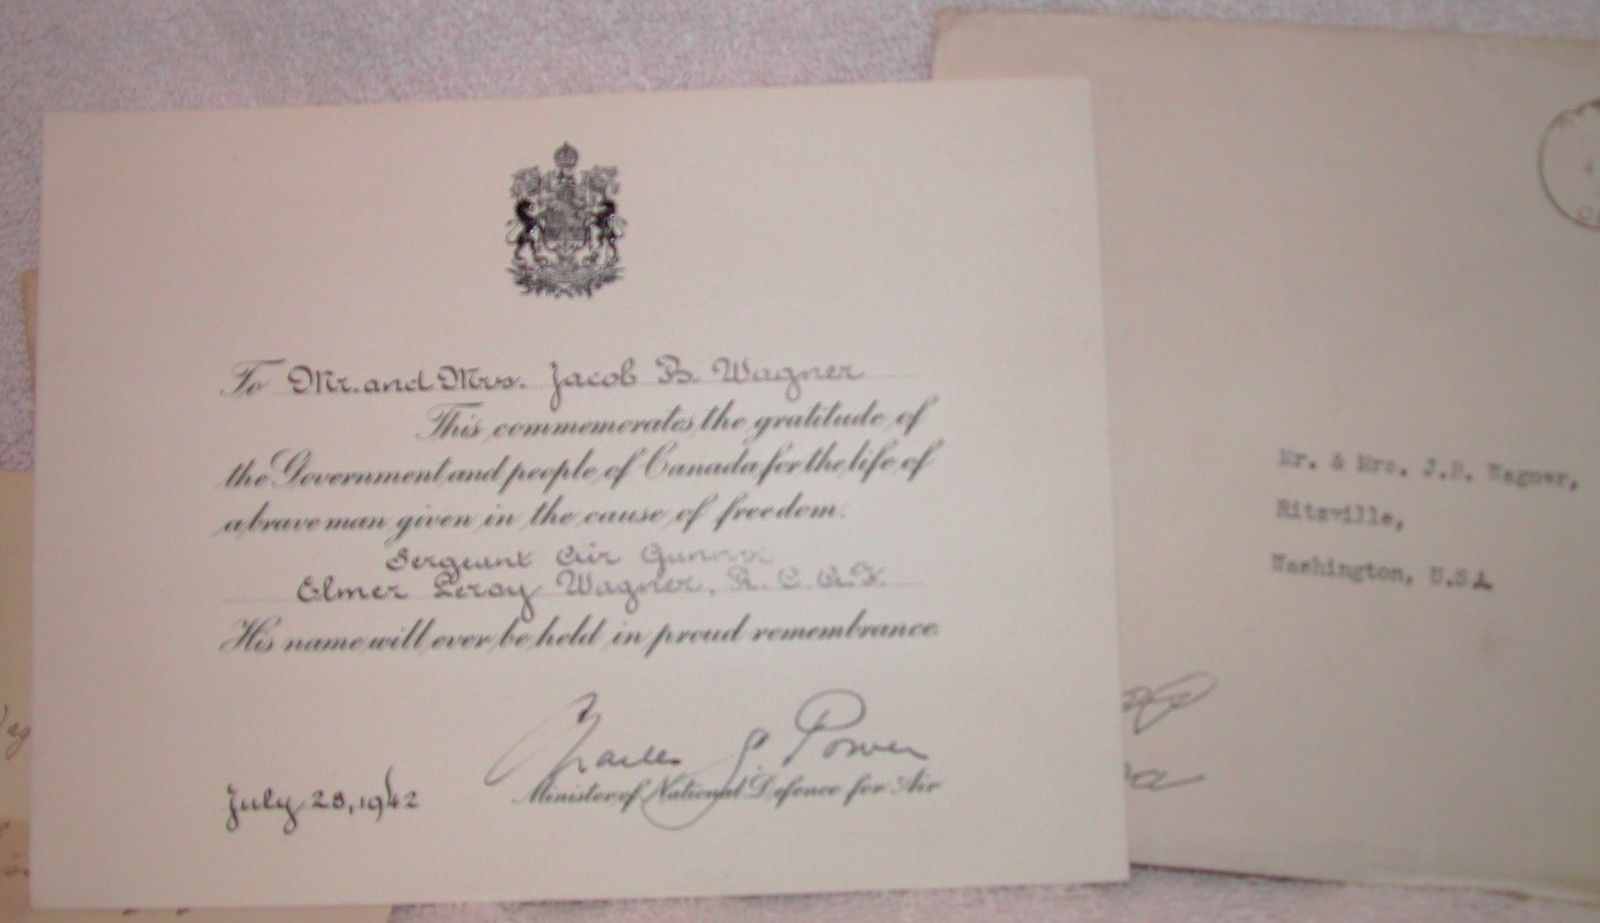 To Mr. and Mrs. Jacob B. Wagner
This commemorates the gratitude of
the Government and people of Canada for the life of
a brave man given in the cause of freedom.
Sergeant Air Gunner
Elmer Leroy Wagner, R.C.A.F.
His name will ever be held in proud remembrance.
Charles G. Power
Minister of National Defence for Air
July 28, 1942
Mr. & Mrs. J.B. Wagner,
Ritzville,
Washington, U.S.A